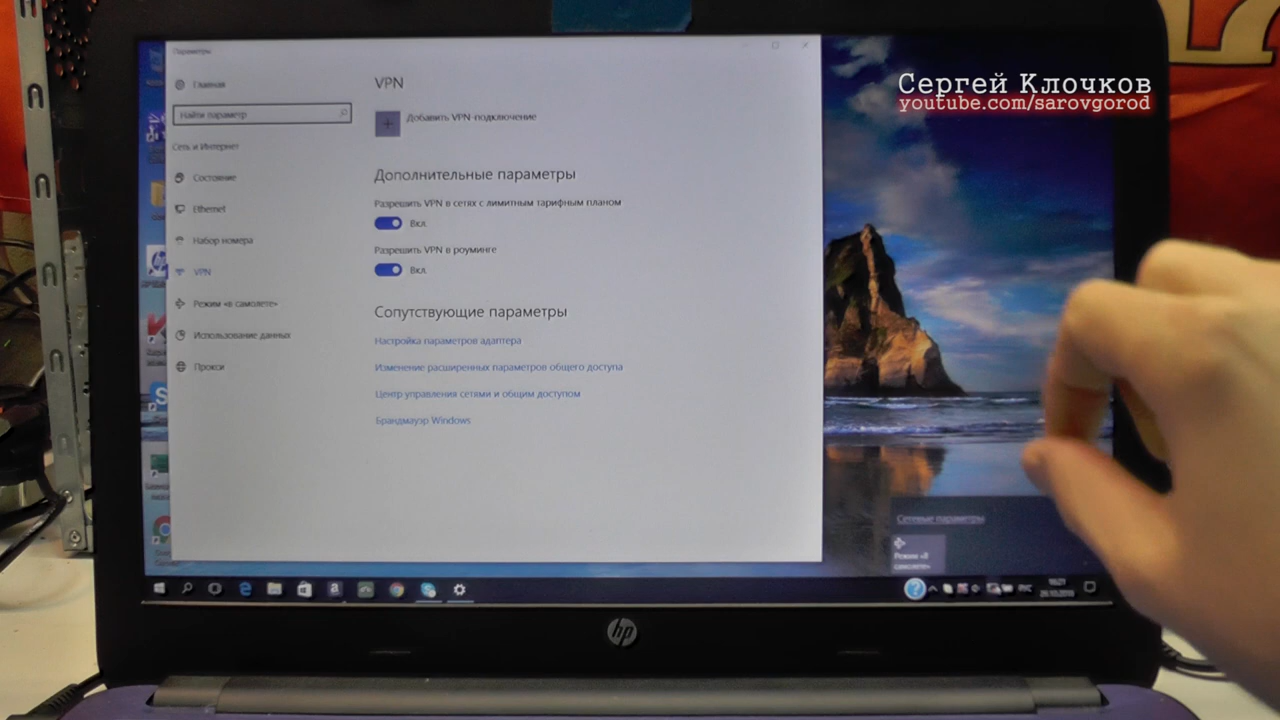 Сергей Клочков
youtube.com/sarovgorod
Параметры
Главная
Найти параметр
Сеть и Интернет
Состояние
Ethernet
Набор номера
VPN
Режим «в самолете»
Использование данных
Прокси
VPN
Добавить VPN-подключение
Дополнительные параметры
Разрешить VPN в сетях с лимитным тарифным планом
Вкл.
Разрешить VPN в роуминге
Вкл.
Сопутствующие параметры
Настройка параметров адаптера
Изменение расширенных параметров общего доступа
Центр управления сетями и общим доступом
Брандмауэр Windows
Сетевые параметры
Режим «в
самолете»
РУС
hp